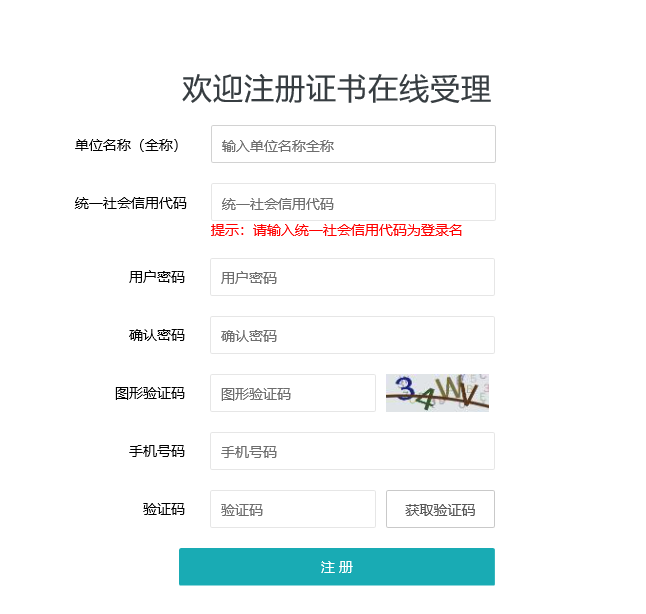 欢迎注册证书在线受理
单位名称（全称） 输入单位名称全称
统一社会信用代码 统一社会信用代码
提示：请输入统一社会信用代码为登录名
用户密码 用户密码
确认密码 确认密码
图形验证码 图形验证码 34WV
手机号码 手机号码
验证码 验证码 获取验证码
注 册